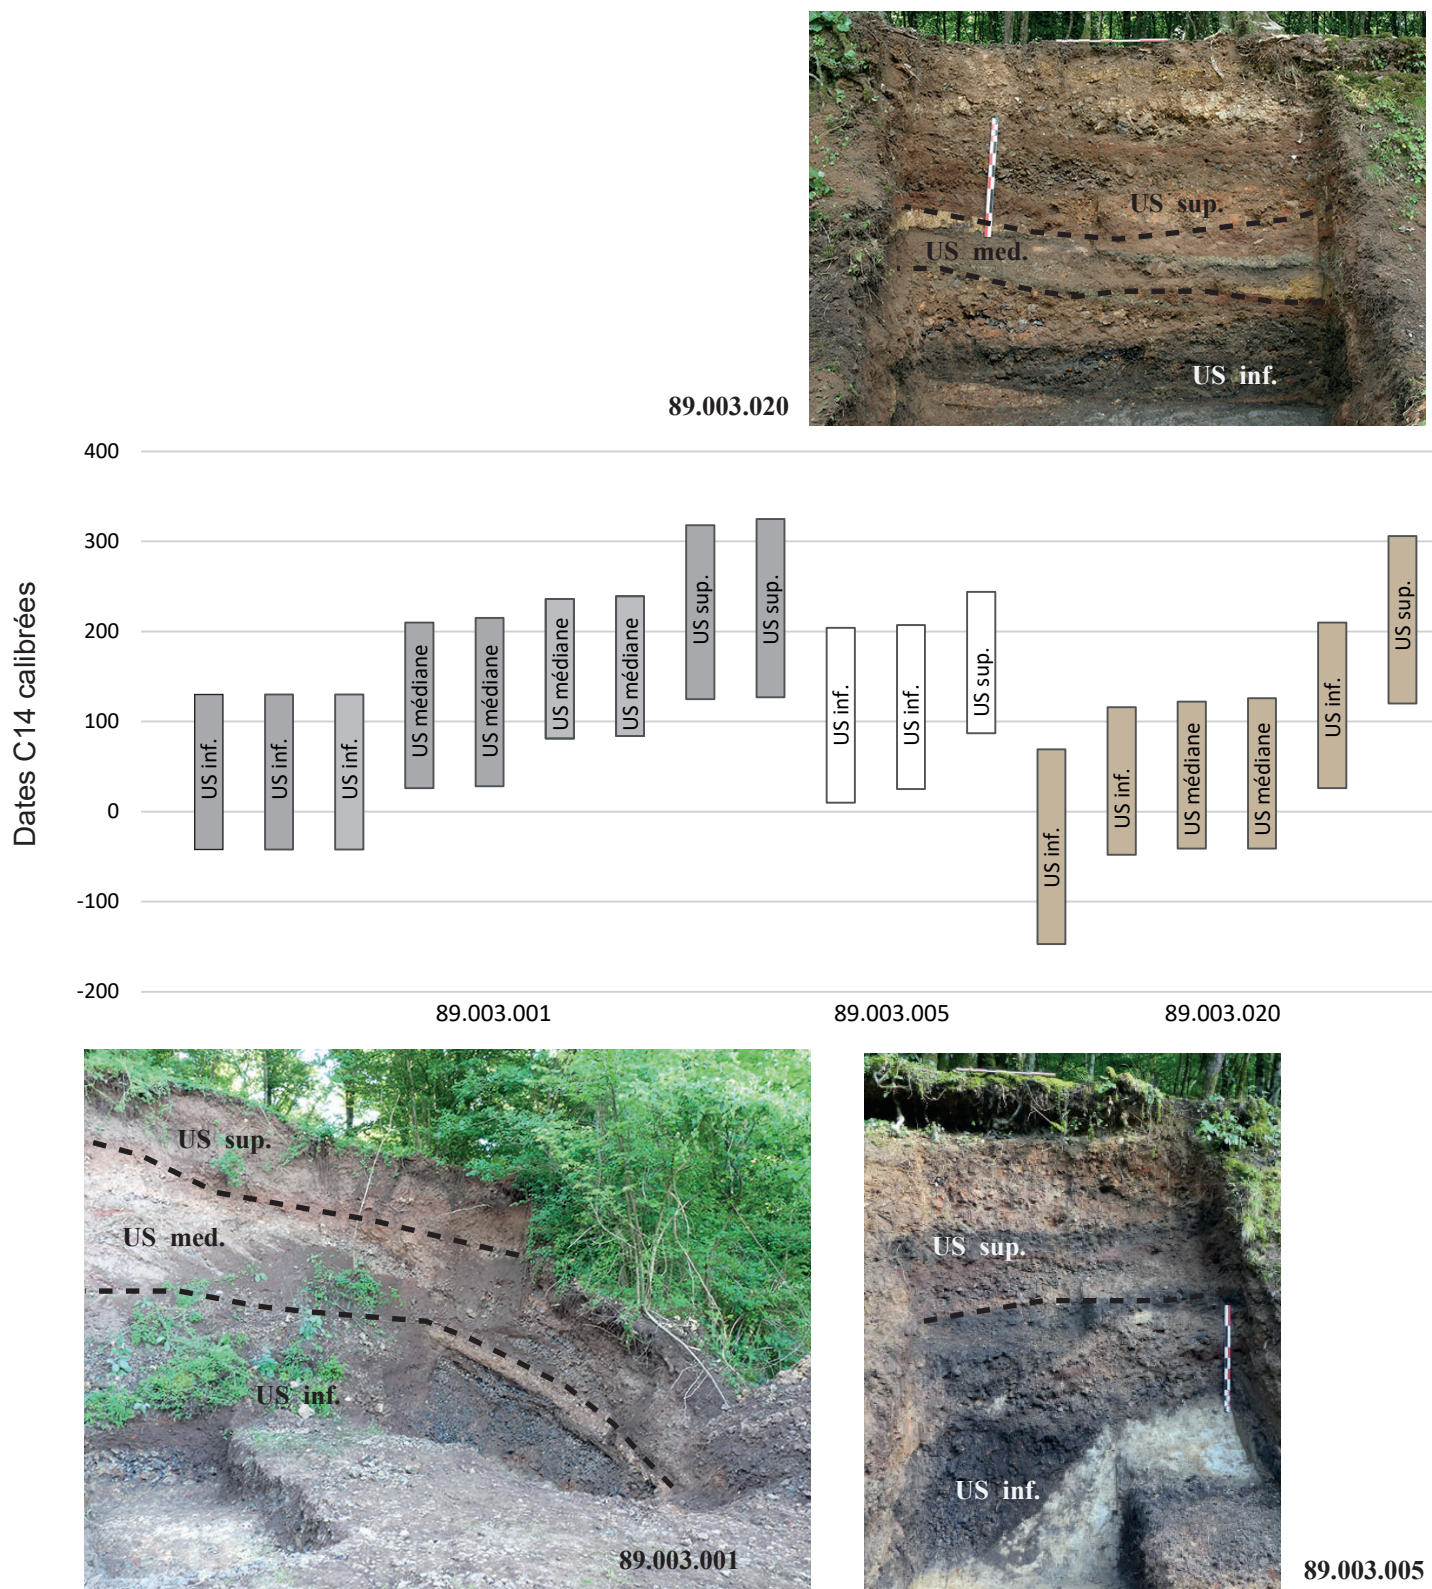 US sup.
US med.
US inf.
89.003.020
400
300
200
100
0
-100
-200
Dates C14 calibrées
US inf.
US inf.
US inf.
US médiane
US médiane
US médiane
US médiane
US sup.
US sup.
US inf.
US inf.
US sup.
US inf.
US inf.
US médiane
US médiane
US inf.
US sup.
89.003.001
89.003.005
89.003.020
US sup.
US med.
US inf.
89.003.001
US sup.
US inf.
89.003.005